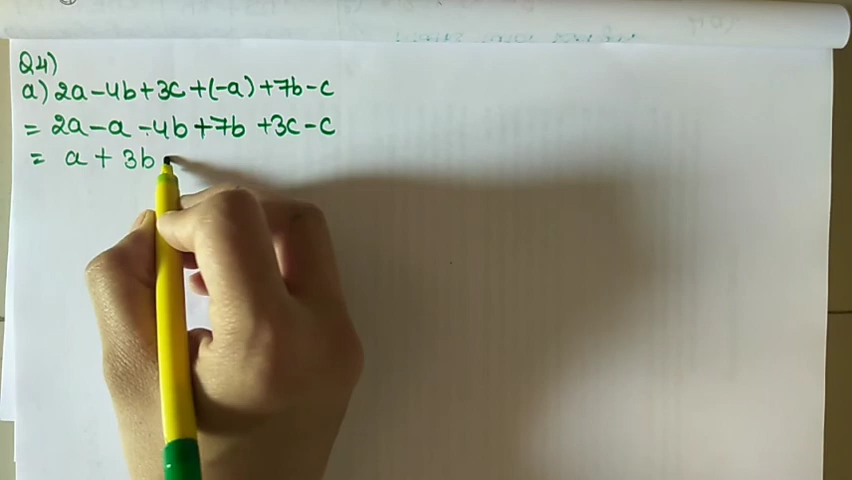 Q4)
a) 2a-4b+3c+(-a)+7b-c
= 2a-a-4b+7b+3c-c
= a+3b